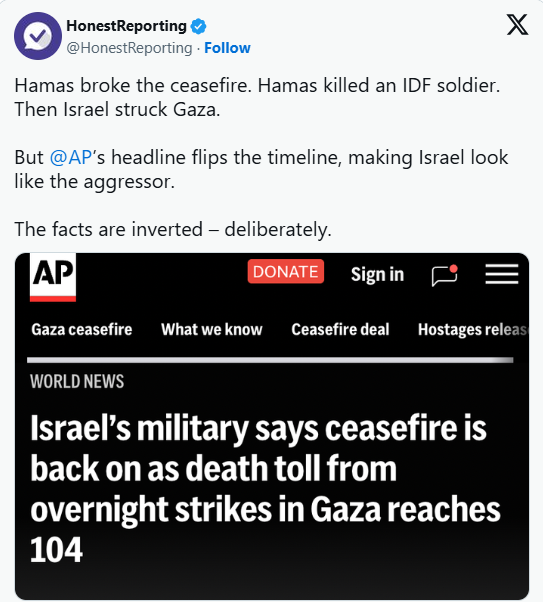 HonestReporting
@HonestReporting · Follow
X
Hamas broke the ceasefire. Hamas killed an IDF soldier.
Then Israel struck Gaza.
But @AP's headline flips the timeline, making Israel look
like the aggressor.
The facts are inverted – deliberately.
AP
DONATE
Sign in
Gaza ceasefire What we know Ceasefire deal Hostages releas
WORLD NEWS
Israel’s military says ceasefire is
back on as death toll from
overnight strikes in Gaza reaches
104